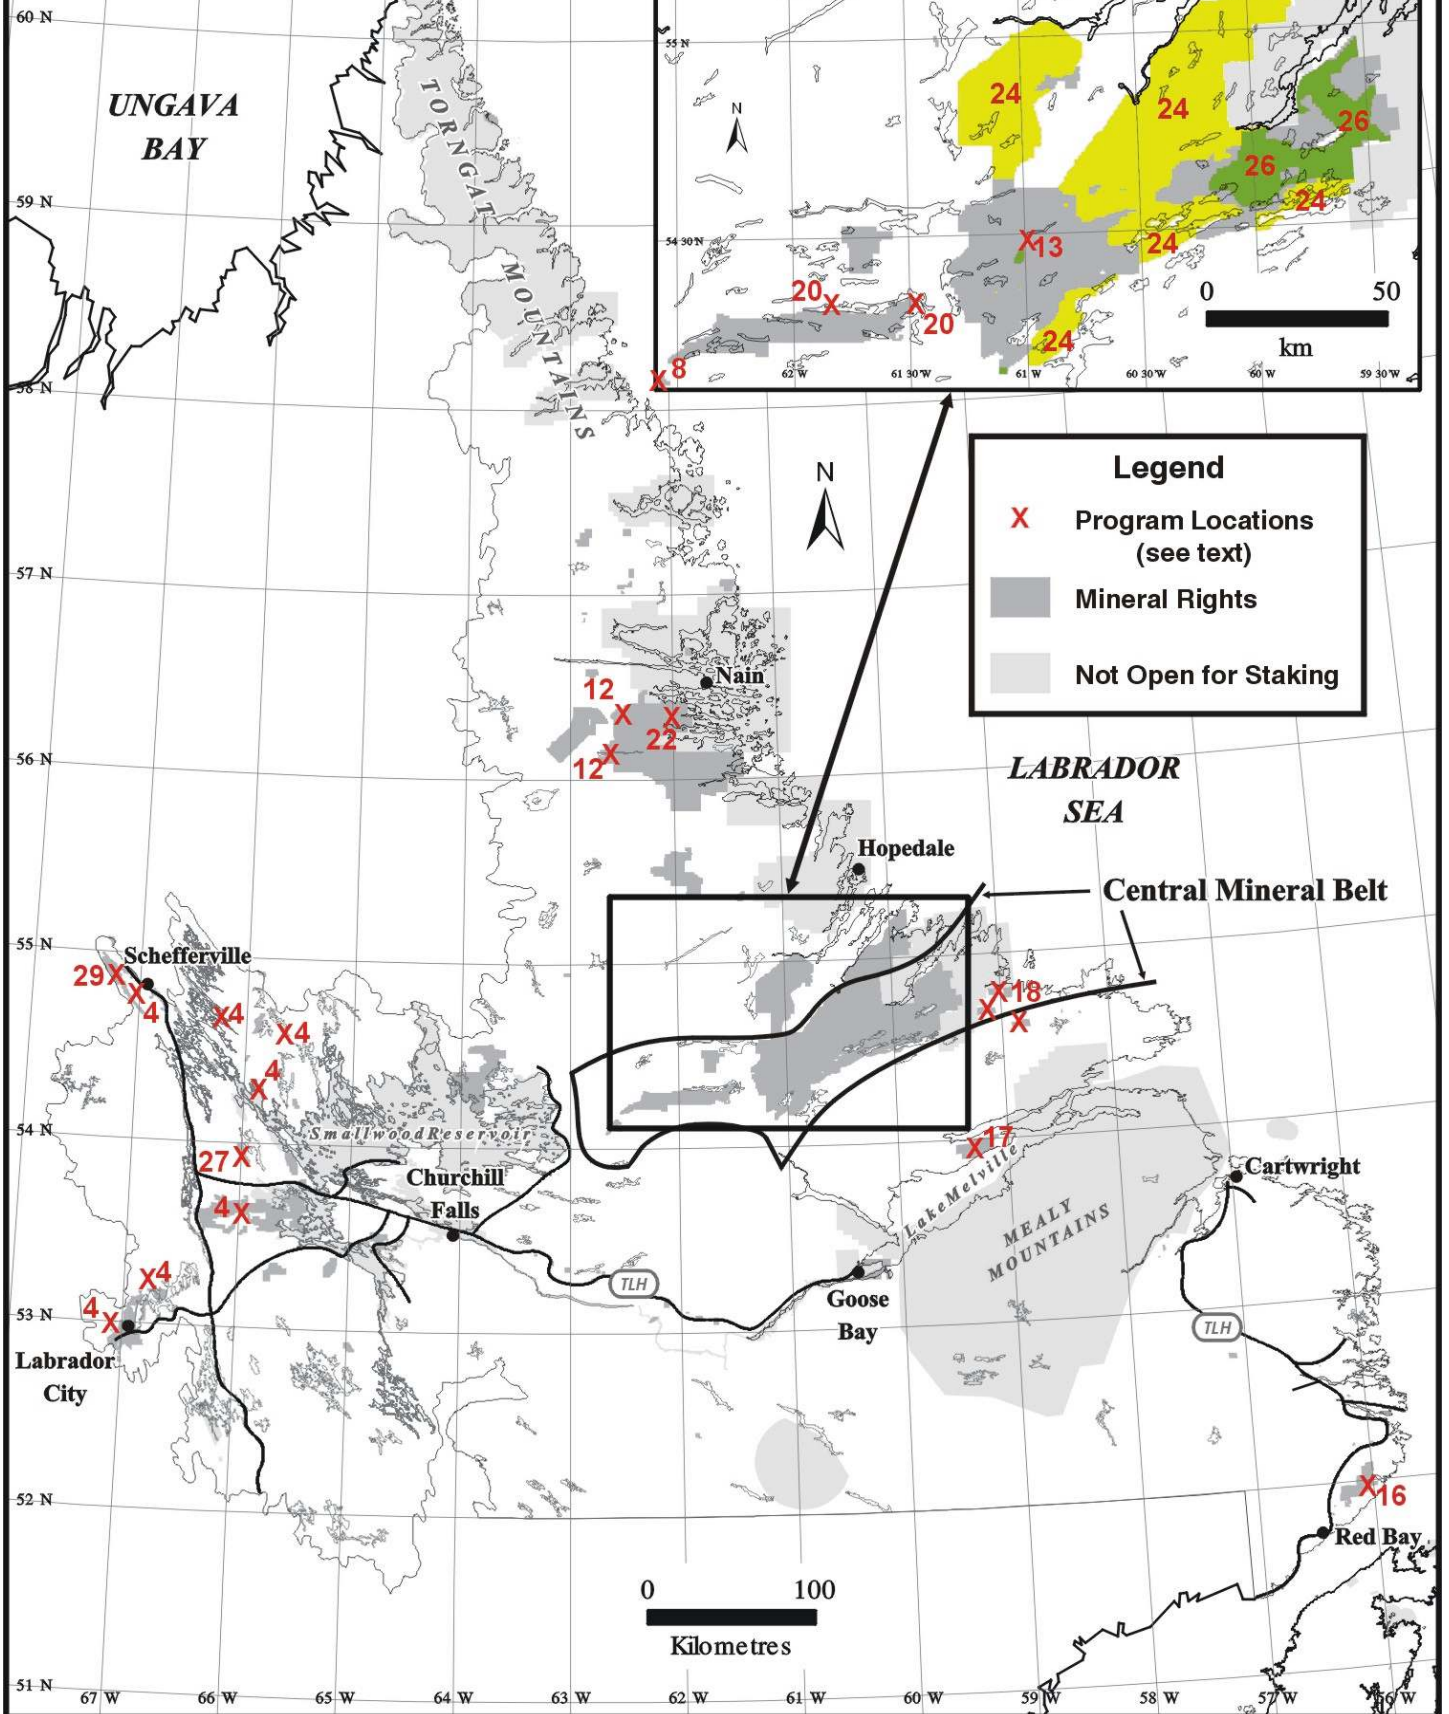 60 N
59 N
58 N
57 N
56 N
55 N
54 N
53 N
52 N
51 N
UNGAVA
BAY
TORNGAT
MOUNTAINS
55 N
54 30 N
N
24
24
26
26
24
24
24
13
20
20
8
0 50
km
62 W
61 30 W
61 W
60 30 W
60 W
59 30 W
N
Legend
X Program Locations
(see text)
Mineral Rights
Not Open for Staking
Nain
12
22
12
LABRADOR
SEA
Hopedale
Central Mineral Belt
Schefferville
29
4
4
4
4
18
Smallwood Reservoir
27
4
Churchill
Falls
17
Lake Melville
MEALY
MOUNTAINS
Cartwright
4
4
TLH
Goose
Bay
TLH
Labrador
City
16
Red Bay
0 100
Kilometres
67 W
66 W
65 W
64 W
63 W
62 W
61 W
60 W
59 W
58 W
57 W
56 W